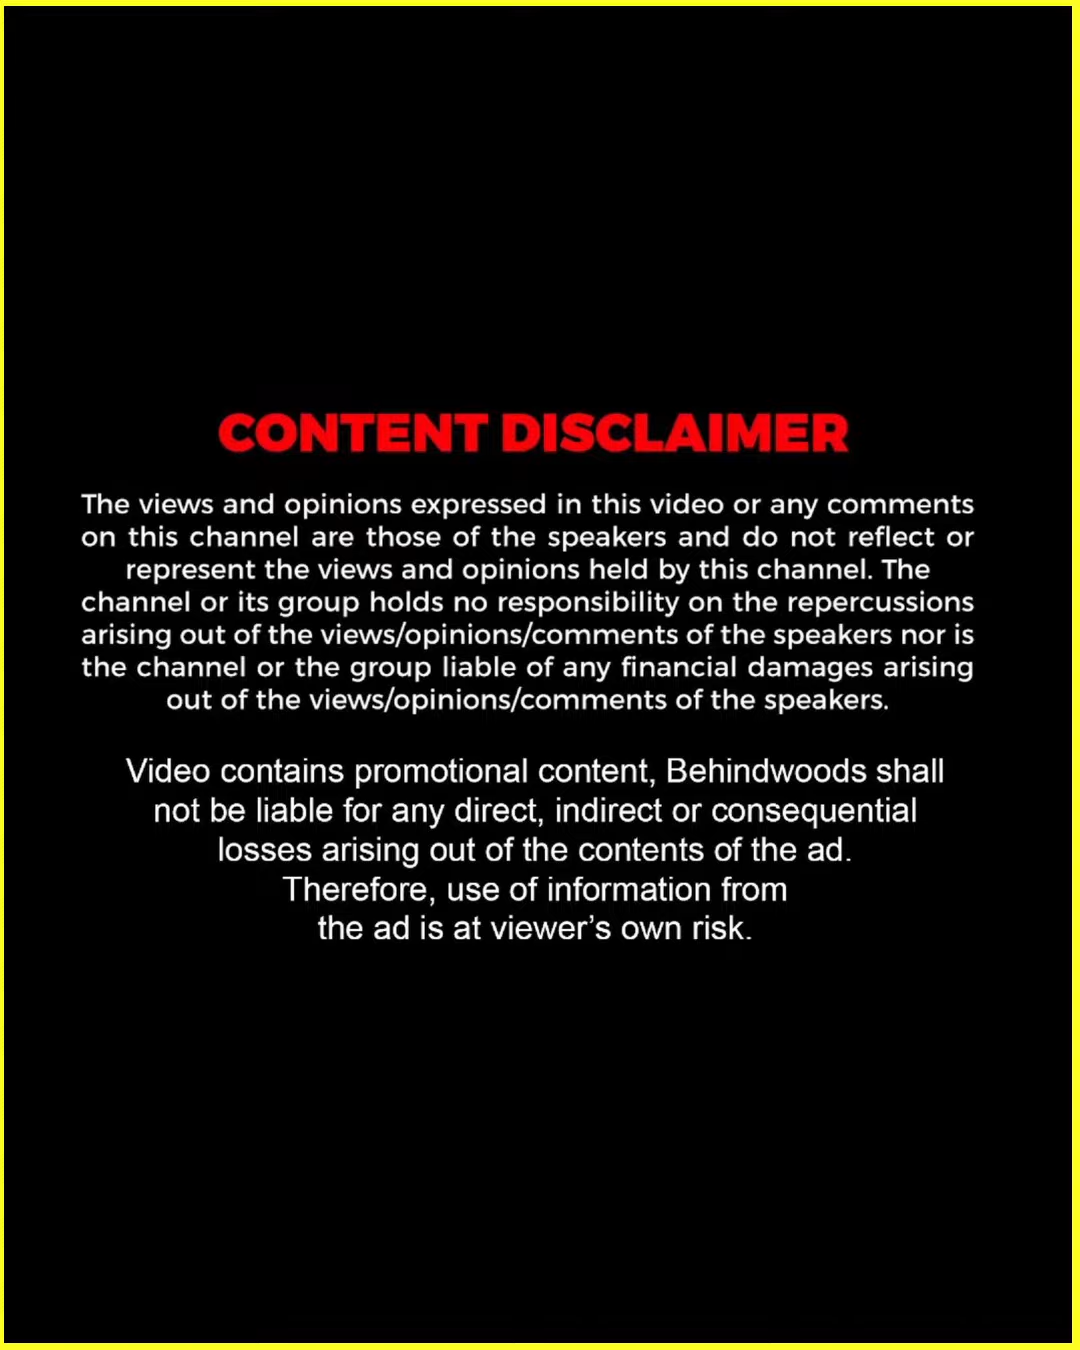 CONTENT DISCLAIMER
The views and opinions expressed in this video or any comments
on this channel are those of the speakers and do not reflect or
represent the views and opinions held by this channel. The
channel or its group holds no responsibility on the repercussions
arising out of the views/opinions/comments of the speakers nor is
the channel or the group liable of any financial damages arising
out of the views/opinions/comments of the speakers.
Video contains promotional content, Behindwoods shall
not be liable for any direct, indirect or consequential
losses arising out of the contents of the ad.
Therefore, use of information from
the ad is at viewer’s own risk.